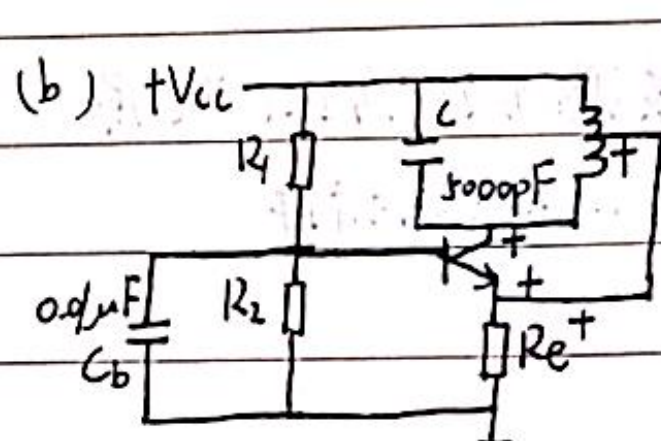 (b) +Vcc
C
R₁
5000pF
+
+
0.01μF
R₂
+
Cb
Re
+